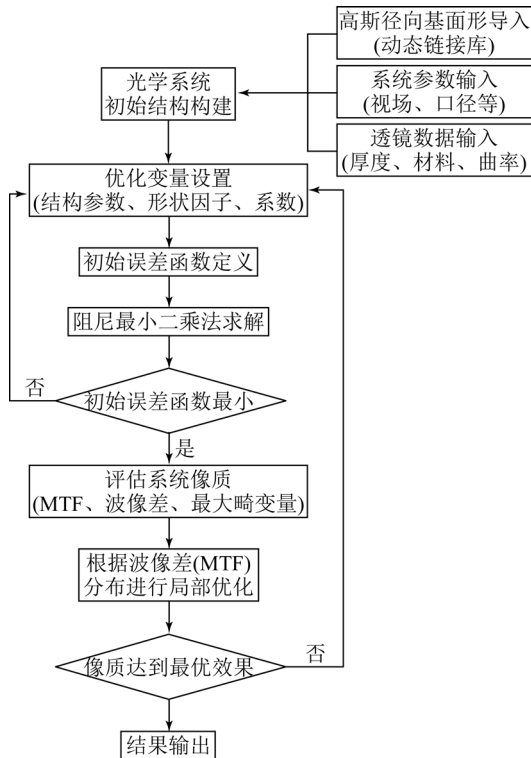 高斯径向基面形导入
(动态链接库)
光学系统
初始结构构建
系统参数输入
(视场、口径等)
透镜数据输入
(厚度、材料、曲率)
优化变量设置
(结构参数、形状因子、系数)
初始误差函数定义
阻尼最小二乘法求解
否
初始误差函数最小
是
评估系统像质
(MTF、波像差、最大畸变量)
根据波像差(MTF)
分布进行局部优化
否
像质达到最优效果
结果输出